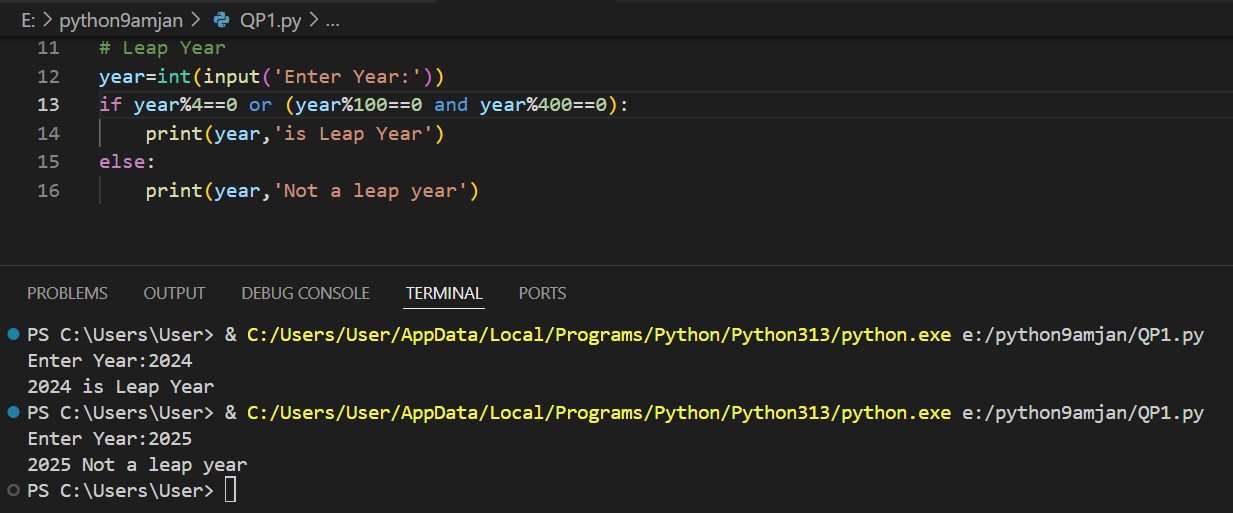 E: > python9amjan > QP1.py > ...
11 # Leap Year
12 year=int(input('Enter Year:'))
13 if year%4==0 or (year%100==0 and year%400==0):
14     print(year,'is Leap Year')
15 else:
16     print(year,'Not a leap year')
PROBLEMS OUTPUT DEBUG CONSOLE TERMINAL PORTS
PS C:\Users\User> & C:/Users/User/AppData/Local/Programs/Python/Python313/python.exe e:/python9amjan/QP1.py
Enter Year:2024
2024 is Leap Year
PS C:\Users\User> & C:/Users/User/AppData/Local/Programs/Python/Python313/python.exe e:/python9amjan/QP1.py
Enter Year:2025
2025 Not a leap year
PS C:\Users\User>